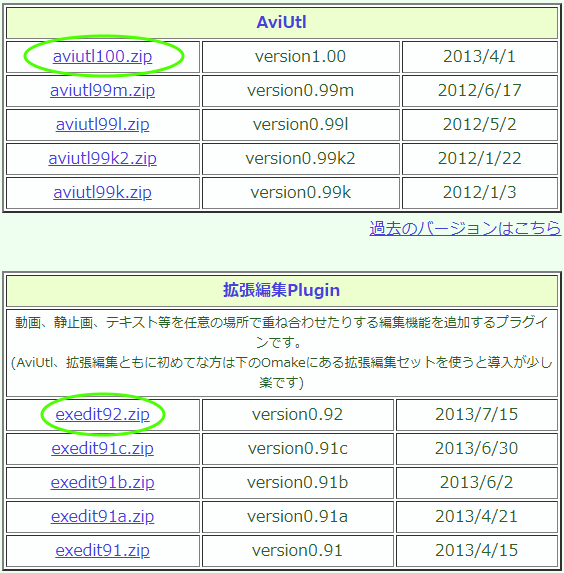 AviUtl
aviutl100.zip version1.00 2013/4/1
aviutl99m.zip version0.99m 2012/6/17
aviutl99l.zip version0.99l 2012/5/2
aviutl99k2.zip version0.99k2 2012/1/22
aviutl99k.zip version0.99k 2012/1/3
過去のバージョンはこちら
拡張編集Plugin
動画、静止画、テキスト等を任意の場所で重ね合わせたりする編集機能を追加するプラグイ
ンです。
(AviUtl、拡張編集ともに初めてな方は下のOmakeにある拡張編集セットを使うと導入が少し
楽です)
exedit92.zip version0.92 2013/7/15
exedit91c.zip version0.91c 2013/6/30
exedit91b.zip version0.91b 2013/6/2
exedit91a.zip version0.91a 2013/4/21
exedit91.zip version0.91 2013/4/15